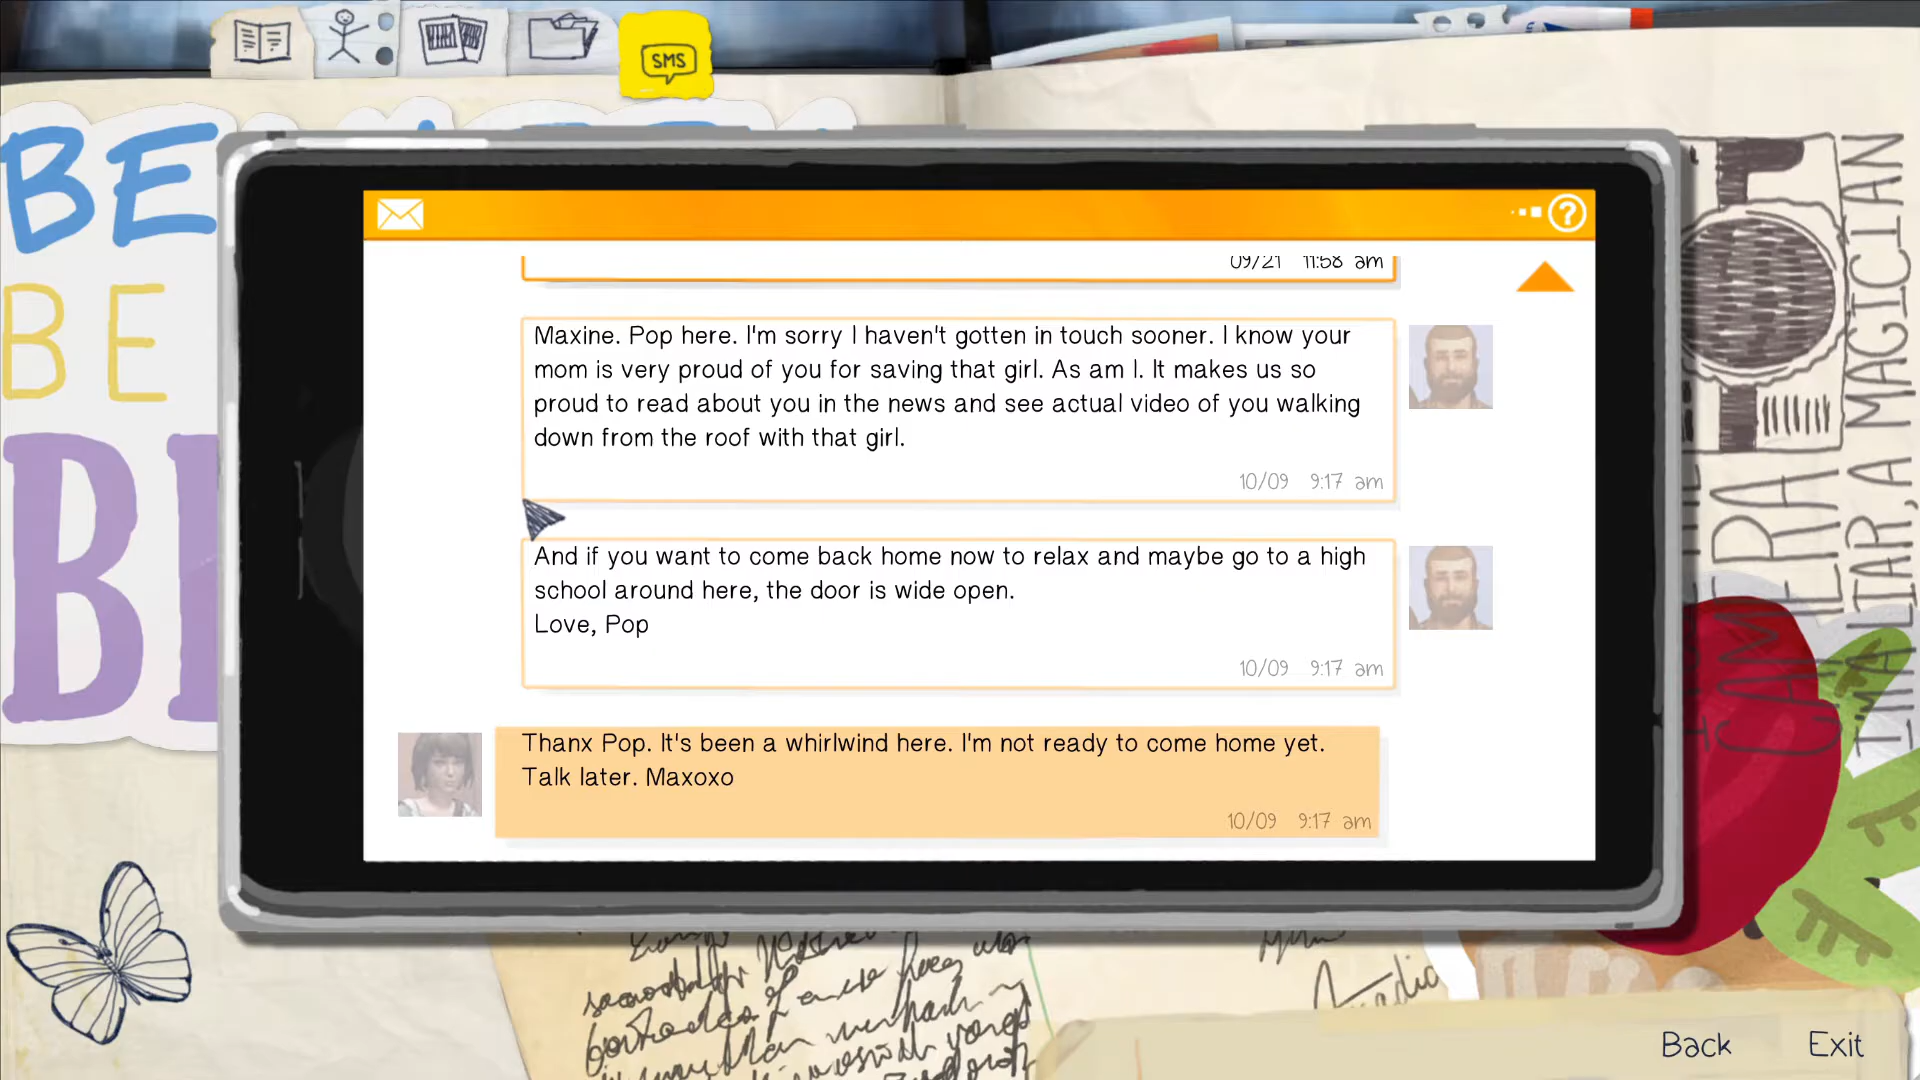 SMS
BE
BE
09/21 11:58 am
Maxine. Pop here. I'm sorry I haven't gotten in touch sooner. I know your
mom is very proud of you for saving that girl. As am I. It makes us so
proud to read about you in the news and see actual video of you walking
down from the roof with that girl.
10/09 9:17 am
And if you want to come back home now to relax and maybe go to a high
school around here, the door is wide open.
Love, Pop
10/09 9:17 am
Thanx Pop. It's been a whirlwind here. I'm not ready to come home yet.
Talk later. Maxoxo
10/09 9:17 am
CAMERA
LIAR, A MAGICIAN
Back Exit